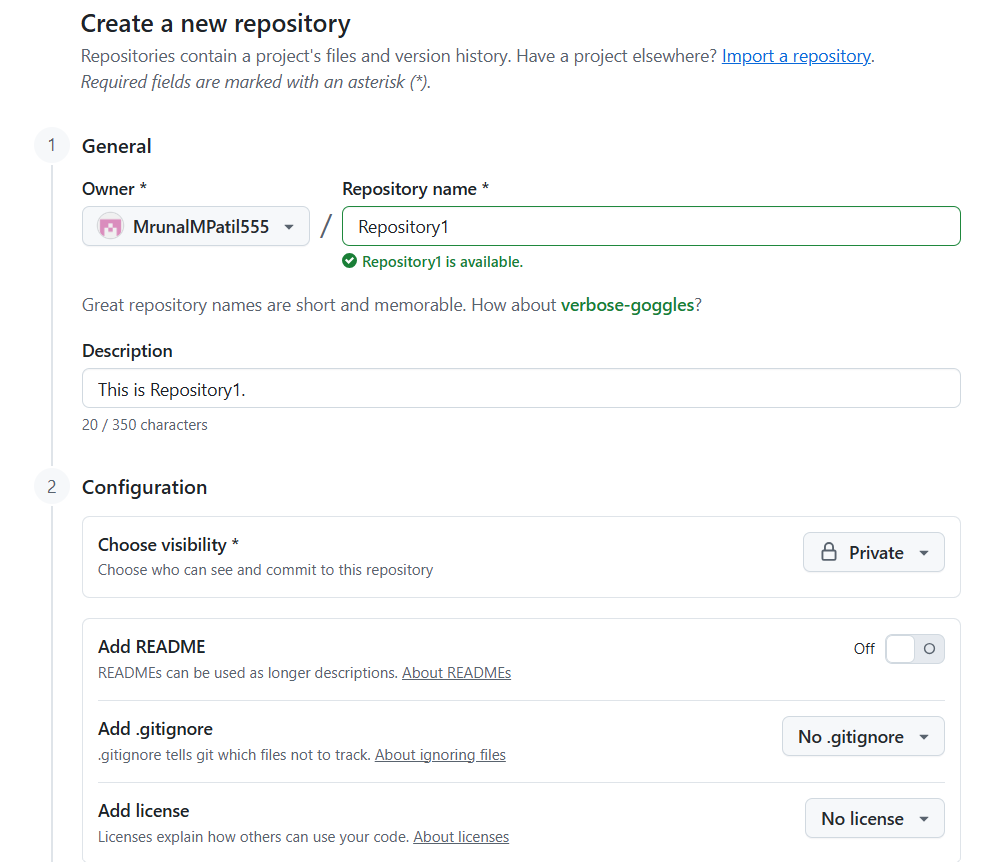 Create a new repository
Repositories contain a project's files and version history. Have a project elsewhere? Import a repository.
Required fields are marked with an asterisk (*).
1 General
Owner * Repository name *
MrunalMPatil555 / Repository1
Repository1 is available.
Great repository names are short and memorable. How about verbose-goggles?
Description
This is Repository1.
20 / 350 characters
2 Configuration
Choose visibility *
Choose who can see and commit to this repository
Private
Add README
READMEs can be used as longer descriptions. About READMEs
Off
Add .gitignore
.gitignore tells git which files not to track. About ignoring files
No .gitignore
Add license
Licenses explain how others can use your code. About licenses
No license